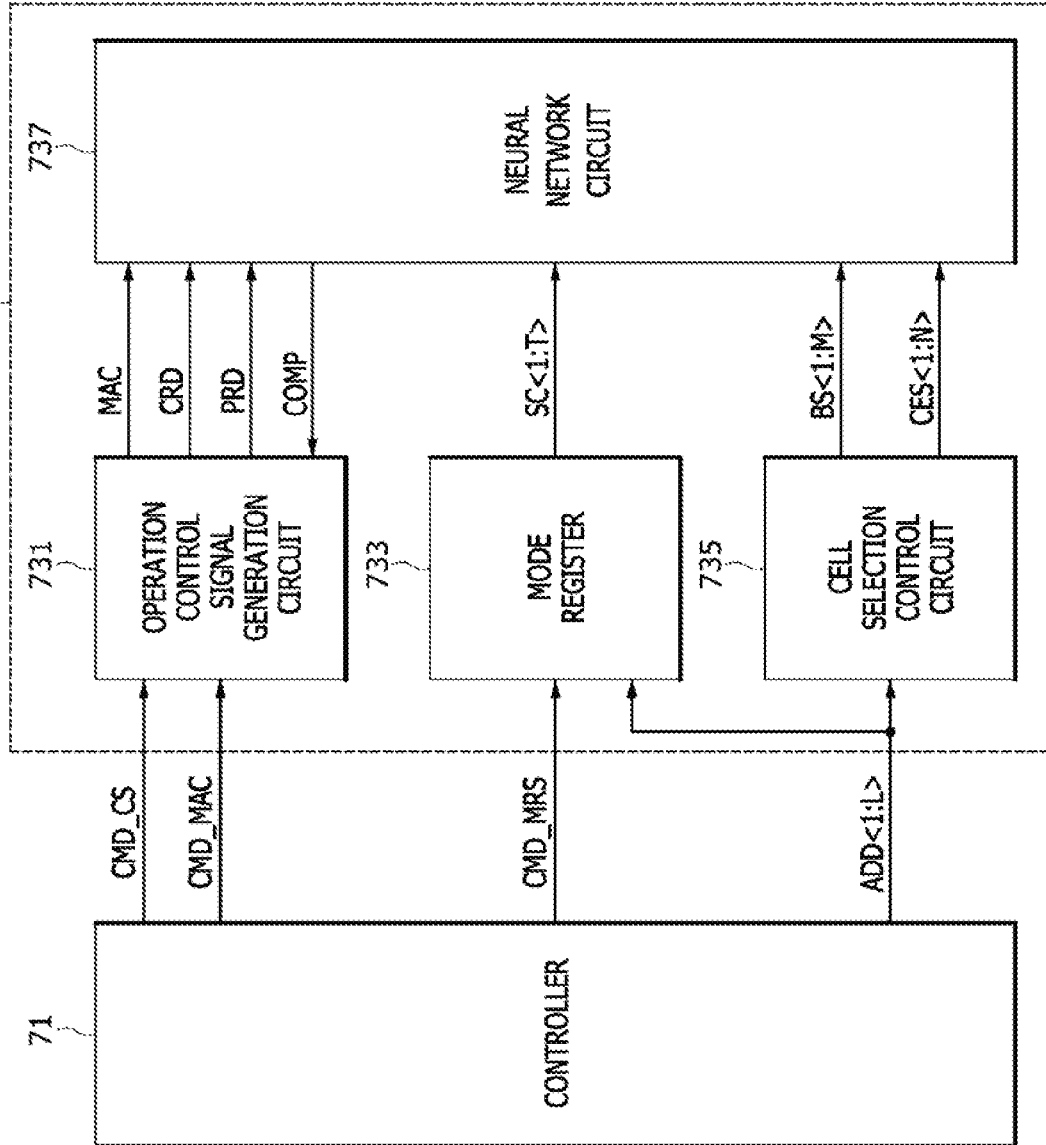 71
CONTROLLER
CMD_CS
CMD_MAC
CMD_MRS
ADD<1:L>
731
OPERATION
CONTROL
SIGNAL
GENERATION
CIRCUIT
733
MODE
REGISTER
735
CELL
SELECTION
CONTROL
CIRCUIT
MAC
CRD
PRD
COMP
SC<1:T>
BS<1:M>
CES<1:N>
737
NEURAL
NETWORK
CIRCUIT